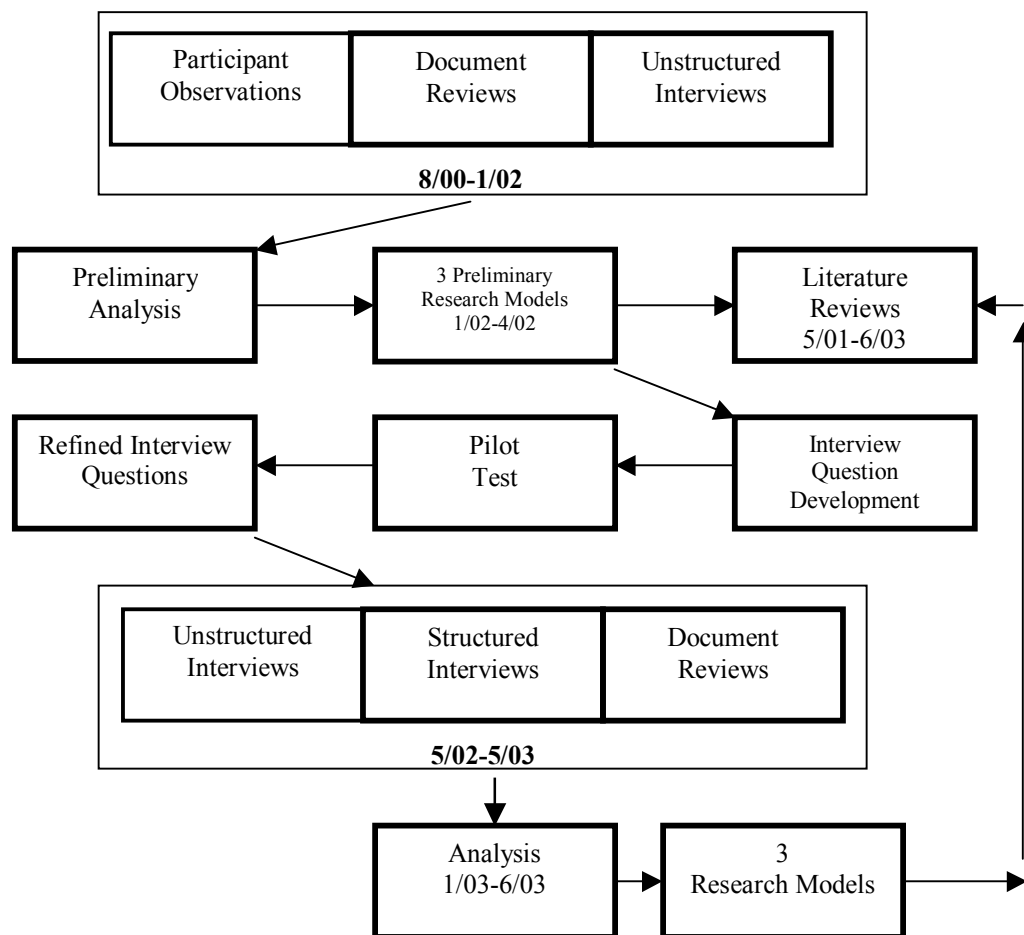 Participant
Observations
Document
Reviews
Unstructured
Interviews
8/00-1/02
Preliminary
Analysis
3 Preliminary
Research Models
1/02-4/02
Literature
Reviews
5/01-6/03
Refined Interview
Questions
Pilot
Test
Interview
Question
Development
Unstructured
Interviews
Structured
Interviews
Document
Reviews
5/02-5/03
Analysis
1/03-6/03
3
Research Models